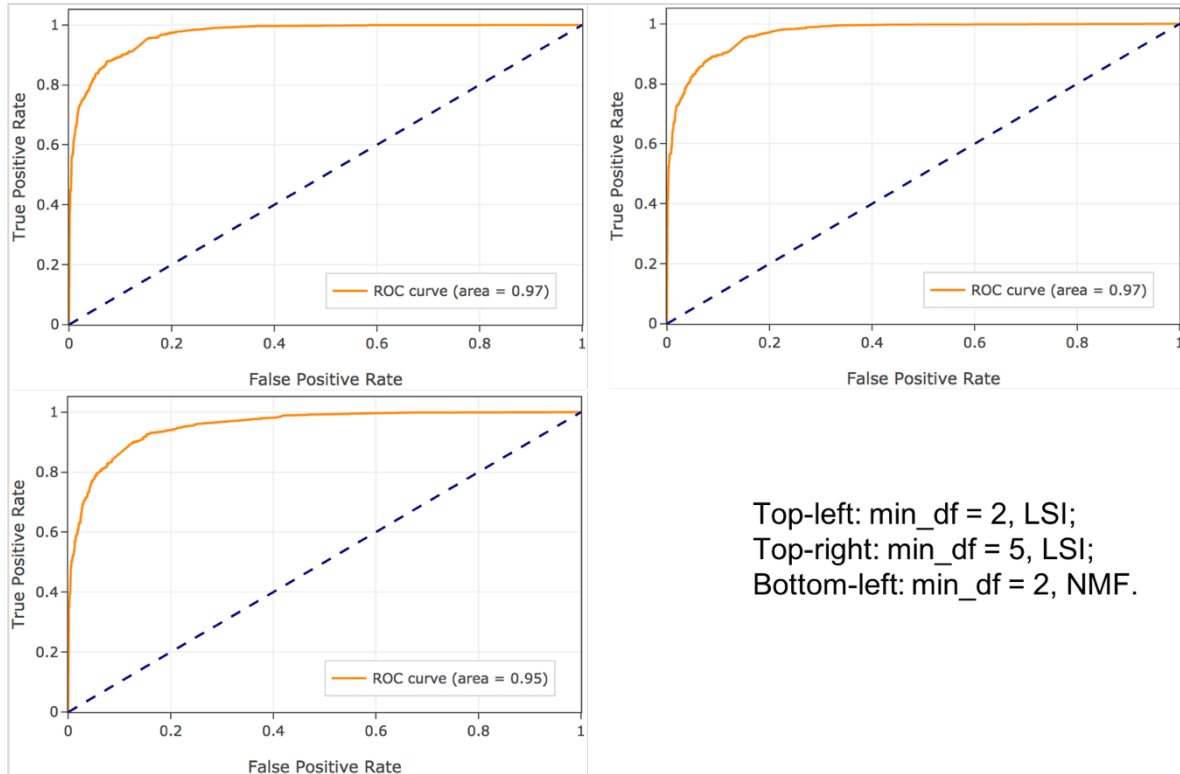 1
0.8
0.6
0.4
0.2
0
True Positive Rate
ROC curve (area = 0.97)
0 0.2 0.4 0.6 0.8 1
False Positive Rate
1
0.8
0.6
0.4
0.2
0
True Positive Rate
ROC curve (area = 0.97)
0 0.2 0.4 0.6 0.8 1
False Positive Rate
1
0.8
0.6
0.4
0.2
0
True Positive Rate
ROC curve (area = 0.95)
0 0.2 0.4 0.6 0.8 1
False Positive Rate
Top-left: min_df = 2, LSI;
Top-right: min_df = 5, LSI;
Bottom-left: min_df = 2, NMF.